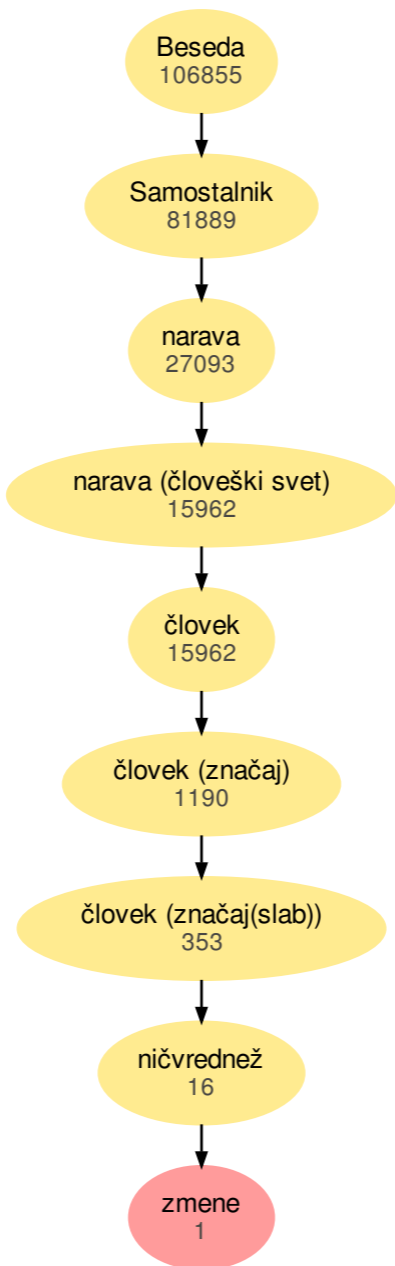 Beseda
106855
Samostalnik
81889
narava
27093
narava (človeški svet)
15962
človek
15962
človek (značaj)
1190
človek (značaj(slab))
353
ničvrednež
16
zmene
1